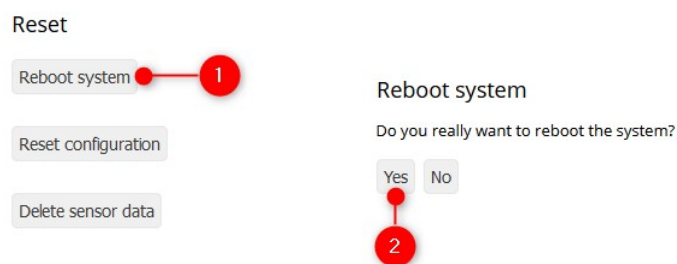 Reset
Reboot system
1
Reset configuration
Delete sensor data
Reboot system
Do you really want to reboot the system?
Yes No
2